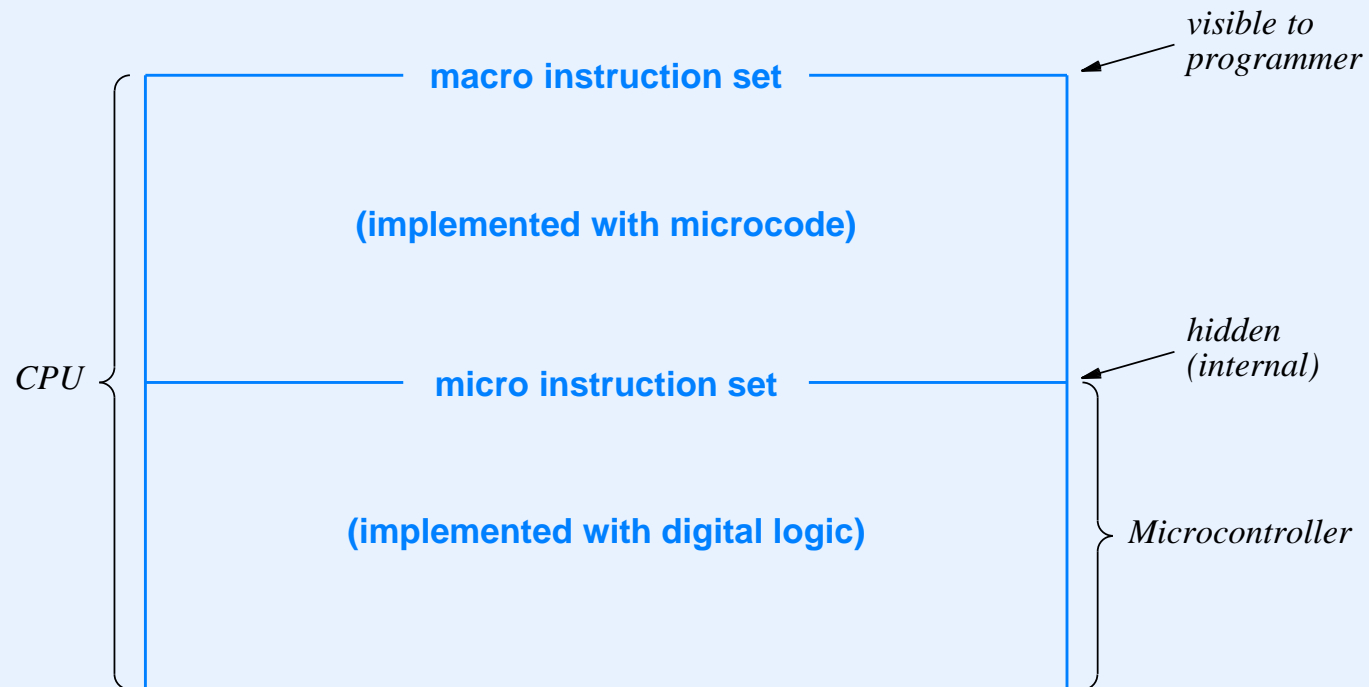 visible to
programmer
macro instruction set
(implemented with microcode)
hidden
(internal)
CPU
micro instruction set
(implemented with digital logic)
Microcontroller